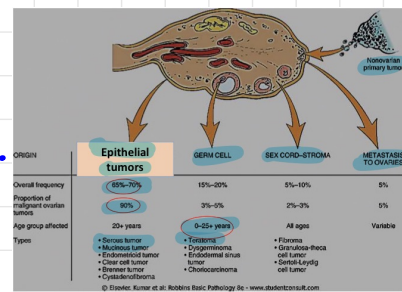 Nonovarian
primary tumor
ORIGIN
Epithelial
tumors
GERM CELL
SEX CORD–STROMA
METASTASIS
TO OVARIES
Overall frequency
65%–70%
15%–20%
5%–10%
5%
Proportion of
malignant ovarian
tumors
90%
3%–5%
2%–3%
5%
Age group affected
20+ years
0–25+ years
All ages
Variable
Types
• Serous tumor
• Mucinous tumor
• Endometrioid tumor
• Clear cell tumor
• Brenner tumor
• Cystadenofibroma
• Teratoma
• Dysgerminoma
• Endodermal sinus
tumor
• Choriocarcinoma
• Fibroma
• Granulosa-theca
cell tumor
• Sertoli-Leydig
cell tumor
© Elsevier. Kumar et al: Robbins Basic Pathology 8e - www.studentconsult.com